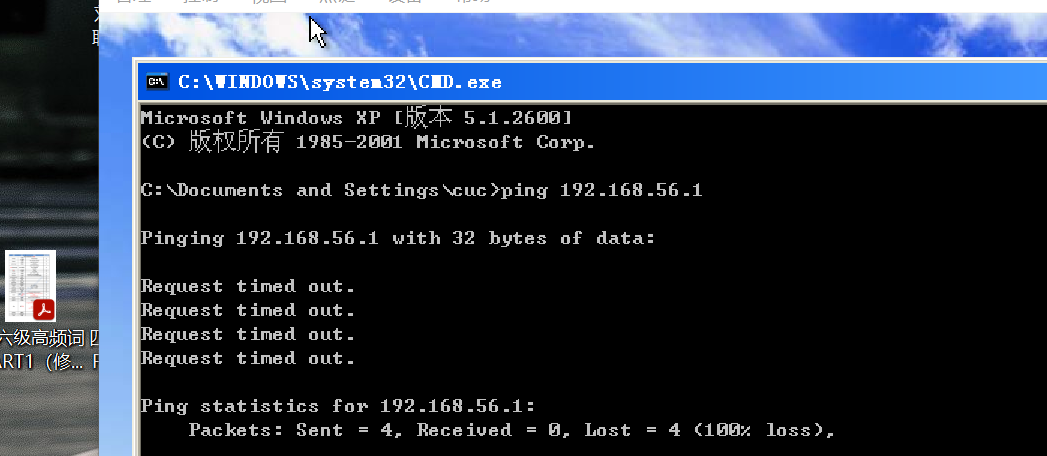 C:\WINDOWS\system32\CMD.exe
Microsoft Windows XP [版本 5.1.2600]
(C) 版权所有 1985-2001 Microsoft Corp.
C:\Documents and Settings\cuc>ping 192.168.56.1
Pinging 192.168.56.1 with 32 bytes of data:
Request timed out.
Request timed out.
Request timed out.
Request timed out.
Ping statistics for 192.168.56.1:
Packets: Sent = 4, Received = 0, Lost = 4 (100% loss),
六级高频词
ART1（修...